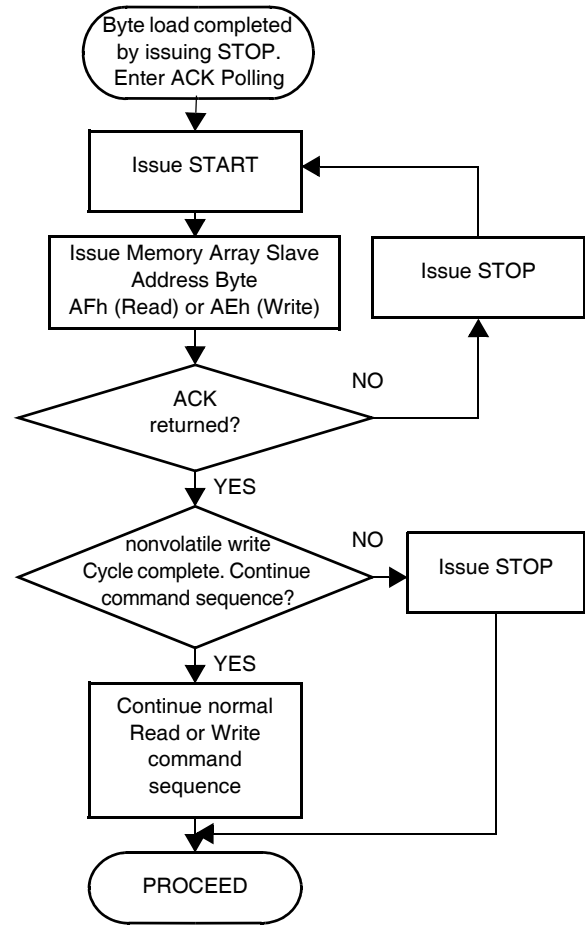 Byte load completed
by issuing STOP.
Enter ACK Polling
Issue START
Issue Memory Array Slave
Address Byte
AFh (Read) or AEh (Write)
Issue STOP
ACK
returned?
NO
YES
nonvolatile write
Cycle complete. Continue
command sequence?
NO
Issue STOP
YES
Continue normal
Read or Write
command
sequence
PROCEED